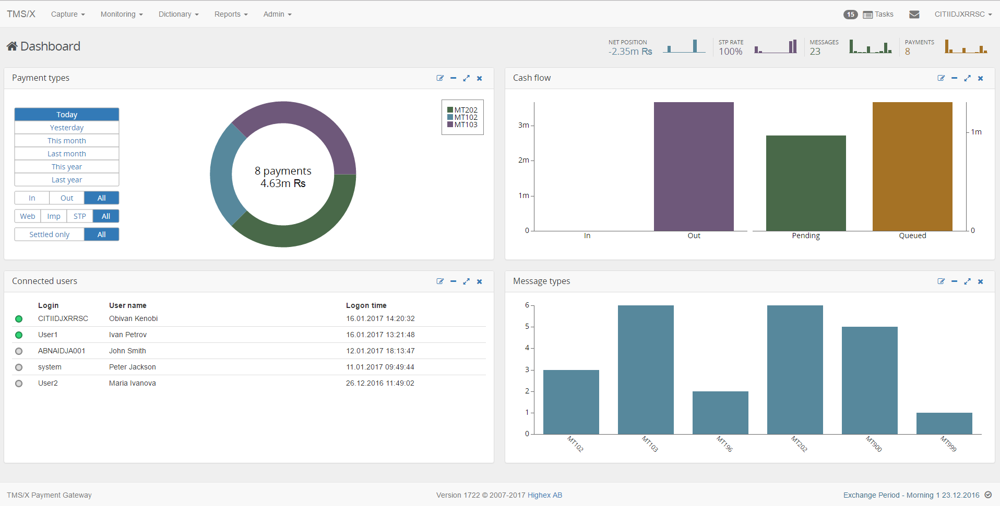 TMS/X Capture Monitoring Dictionary Reports Admin 15 Tasks CITIIDJXRRSC
Dashboard
NET POSITION
-2.35m Rs
STP RATE
100%
MESSAGES
23
PAYMENTS
8
Payment types
Today
Yesterday
This month
Last month
This year
Last year
In Out All
Web Imp STP All
Settled only All
8 payments
4.63m Rs
MT202
MT102
MT103
Cash flow
3m
2m
1m
0
1m
0
In Out Pending Queued
Connected users
Login User name Logon time
CITIIDJXRRSC Obivan Kenobi 16.01.2017 14:20:32
User1 Ivan Petrov 16.01.2017 13:21:48
ABNAIDJA001 John Smith 12.01.2017 18:13:47
system Peter Jackson 11.01.2017 09:49:44
User2 Maria Ivanova 26.12.2016 11:49:02
Message types
6
5
4
3
2
1
0
MT102 MT103 MT196 MT202 MT900 MT999
TMS/X Payment Gateway Version 1722 © 2007-2017 Highex AB Exchange Period - Morning 1 23.12.2016